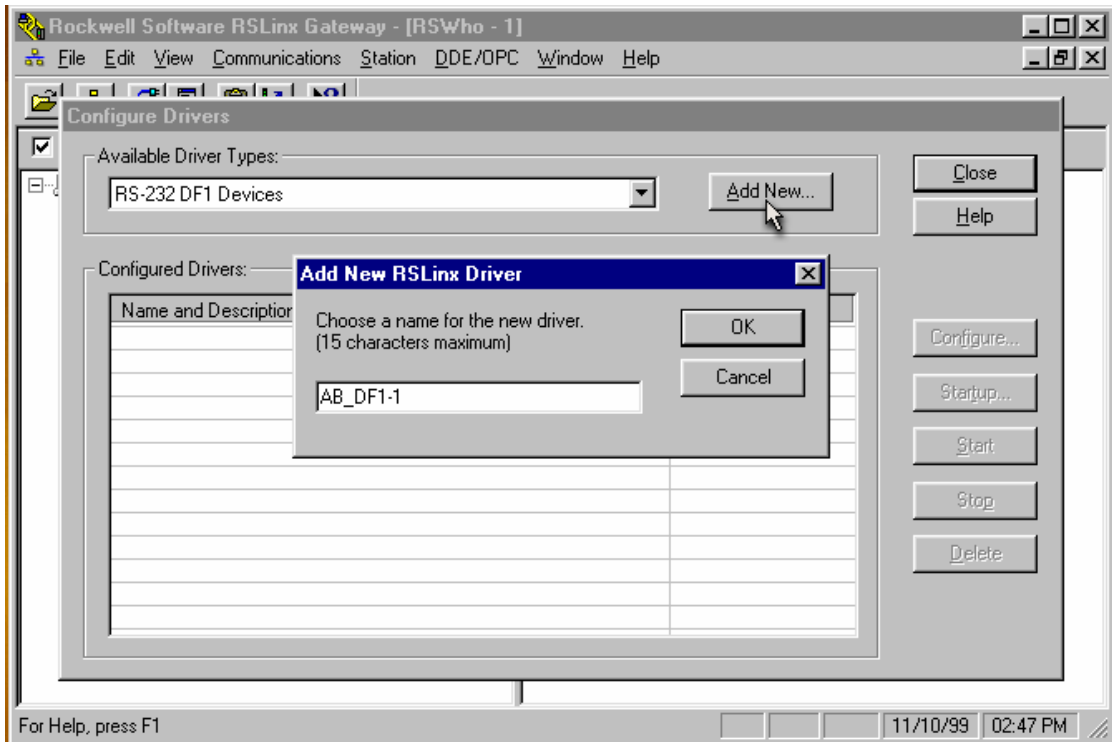 Rockwell Software RSLinx Gateway - [RSWho - 1]
File Edit View Communications Station DDE/OPC Window Help
Configure Drivers
Available Driver Types:
RS-232 DF1 Devices
Add New...
Close
Help
Configured Drivers:
Name and Description
Add New RSLinx Driver
Choose a name for the new driver.
(15 characters maximum)
AB_DF1-1
OK
Cancel
Configure...
Startup...
Start
Stop
Delete
For Help, press F1
11/10/99
02:47 PM